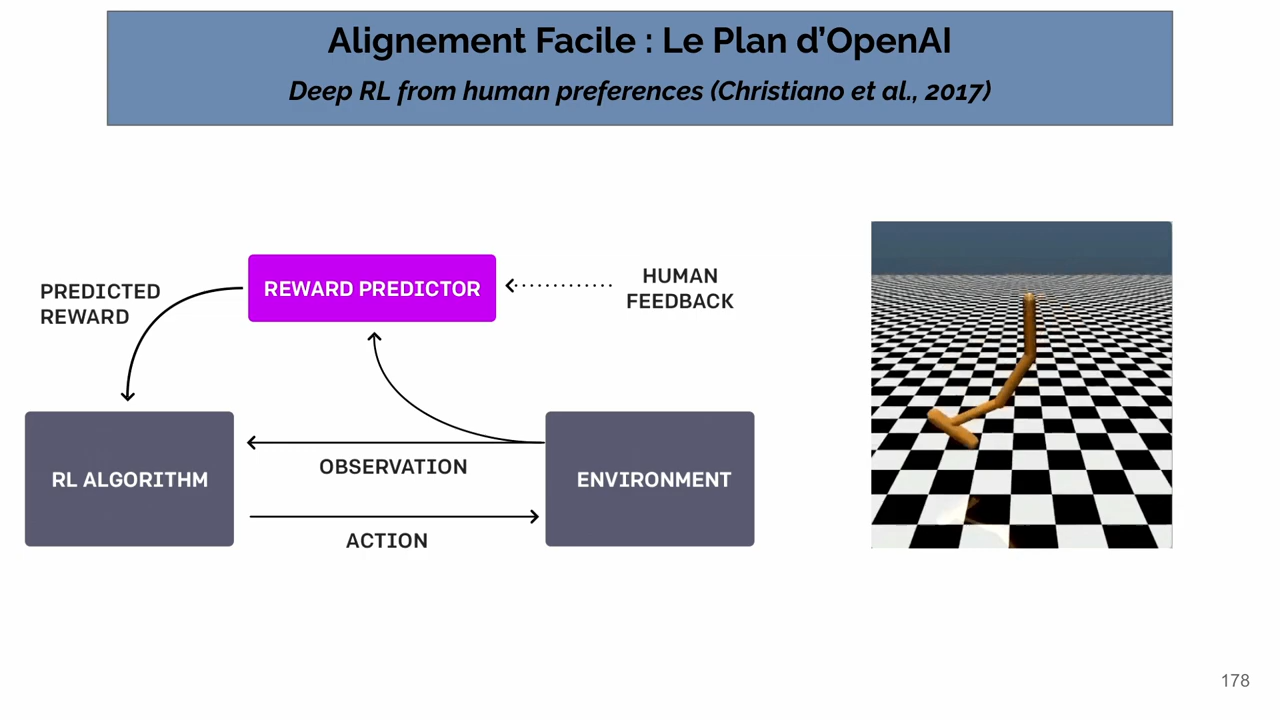 Alignement Facile : Le Plan d’OpenAI
Deep RL from human preferences (Christiano et al., 2017)
PREDICTED
REWARD
REWARD PREDICTOR
HUMAN
FEEDBACK
RL ALGORITHM
OBSERVATION
ACTION
ENVIRONMENT
178